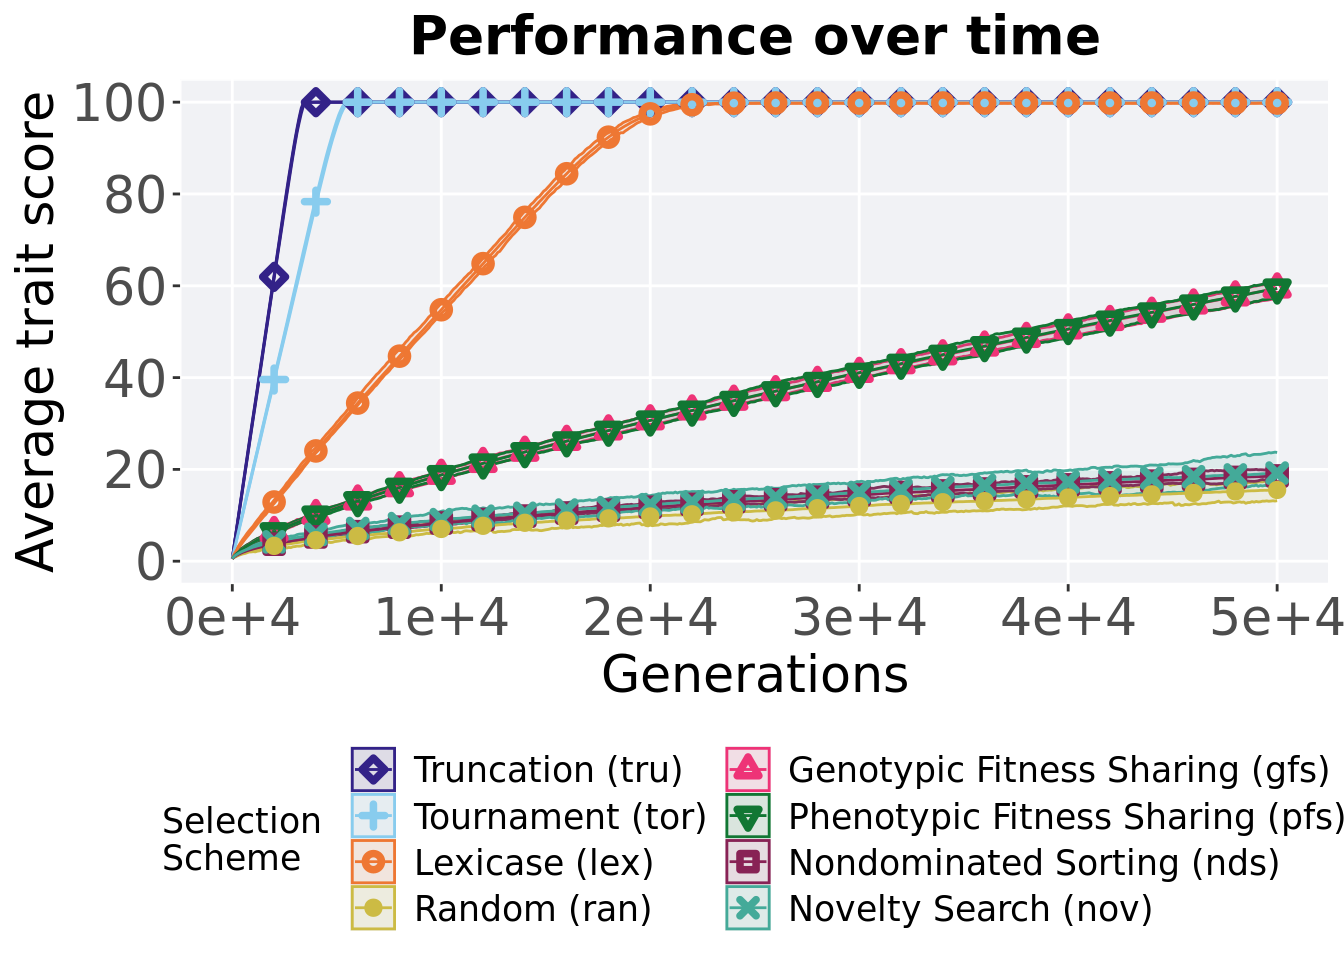 Performance over time
Average trait score
100
80
60
40
20
0
0e+4 1e+4 2e+4 3e+4 4e+4 5e+4
Generations
Selection
Scheme
Truncation (tru)
Tournament (tor)
Lexicase (lex)
Random (ran)
Genotypic Fitness Sharing (gfs)
Phenotypic Fitness Sharing (pfs)
Nondominated Sorting (nds)
Novelty Search (nov)